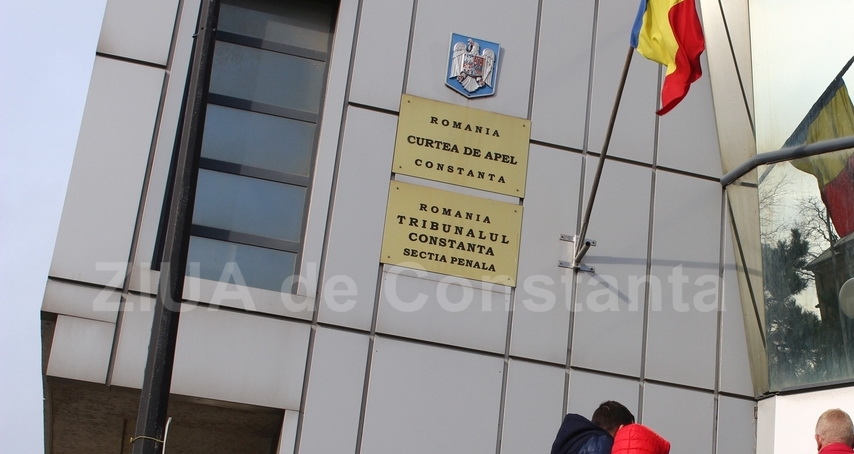 ROMANIA
CURTEA DE APEL
CONSTANTA
ROMANIA
TRIBUNALUL
CONSTANTA
SECTIA PENALA
ZIUA de Constanta